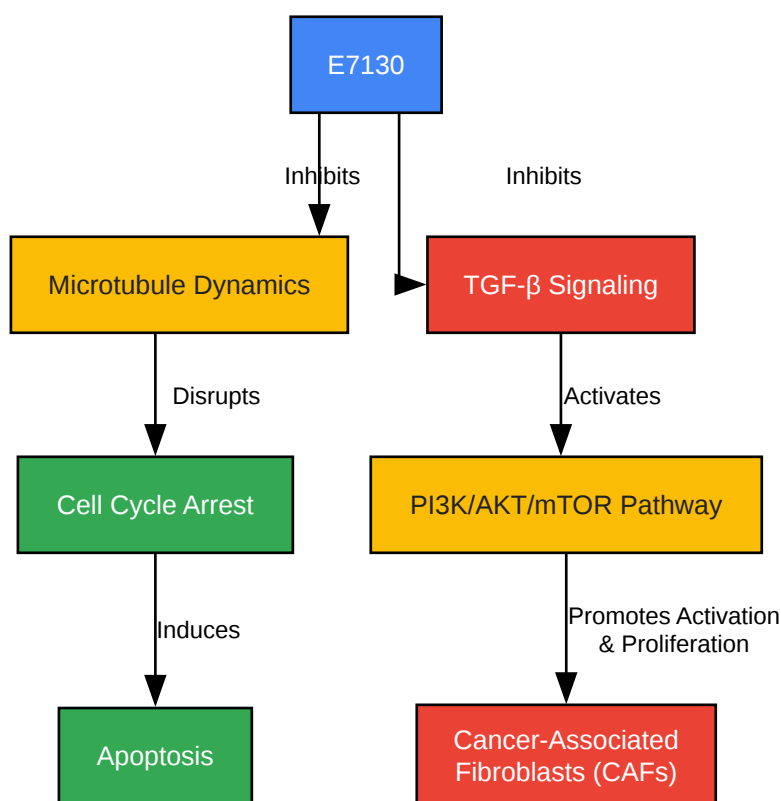 E7130
Inhibits
Inhibits
Microtubule Dynamics
TGF-β Signaling
Disrupts
Activates
Cell Cycle Arrest
PI3K/AKT/mTOR Pathway
Induces
Promotes Activation
& Proliferation
Apoptosis
Cancer-Associated
Fibroblasts (CAFs)